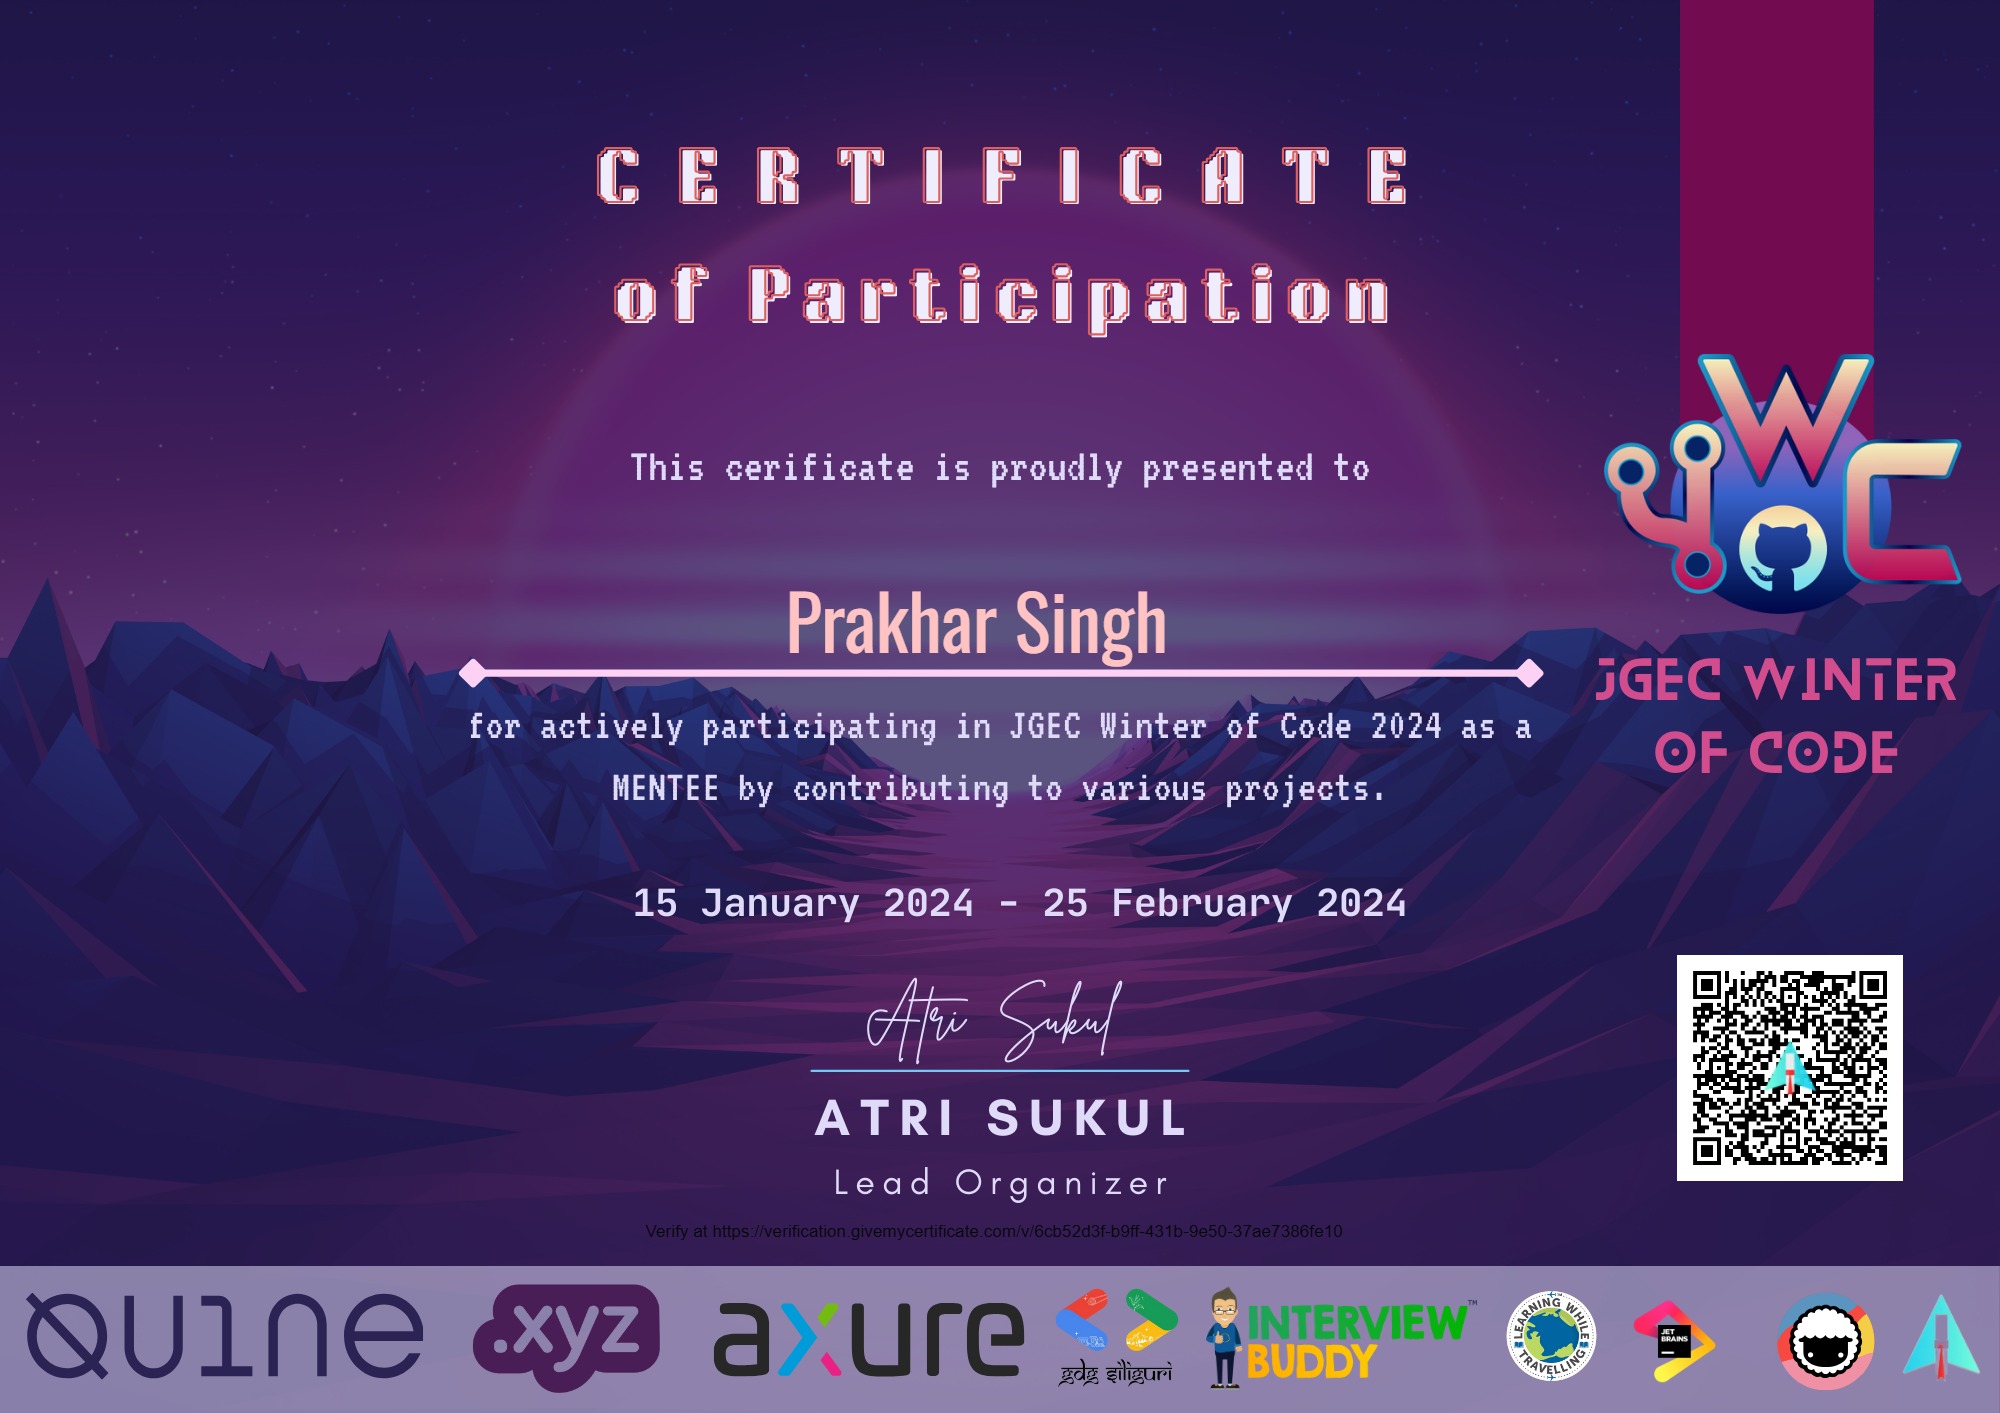 CERTIFICATE
of Participation
This cerificate is proudly presented to
Prakhar Singh
for actively participating in JGEC Winter of Code 2024 as a
MENTEE by contributing to various projects.
15 January 2024 - 25 February 2024
Atri Sukul
ATRI SUKUL
Lead Organizer
Verify at https://verification.givemycertificate.com/v/6cb52d3f-b9ff-431b-9e50-37ae7386fe10
WC
JGEC WINTER
OF CODE
QUINE
.xyz
axure
gdg siliguri
INTERVIEW
BUDDY
TM
LEARNING WHILE
TRAVELLING
JET
BRAINS